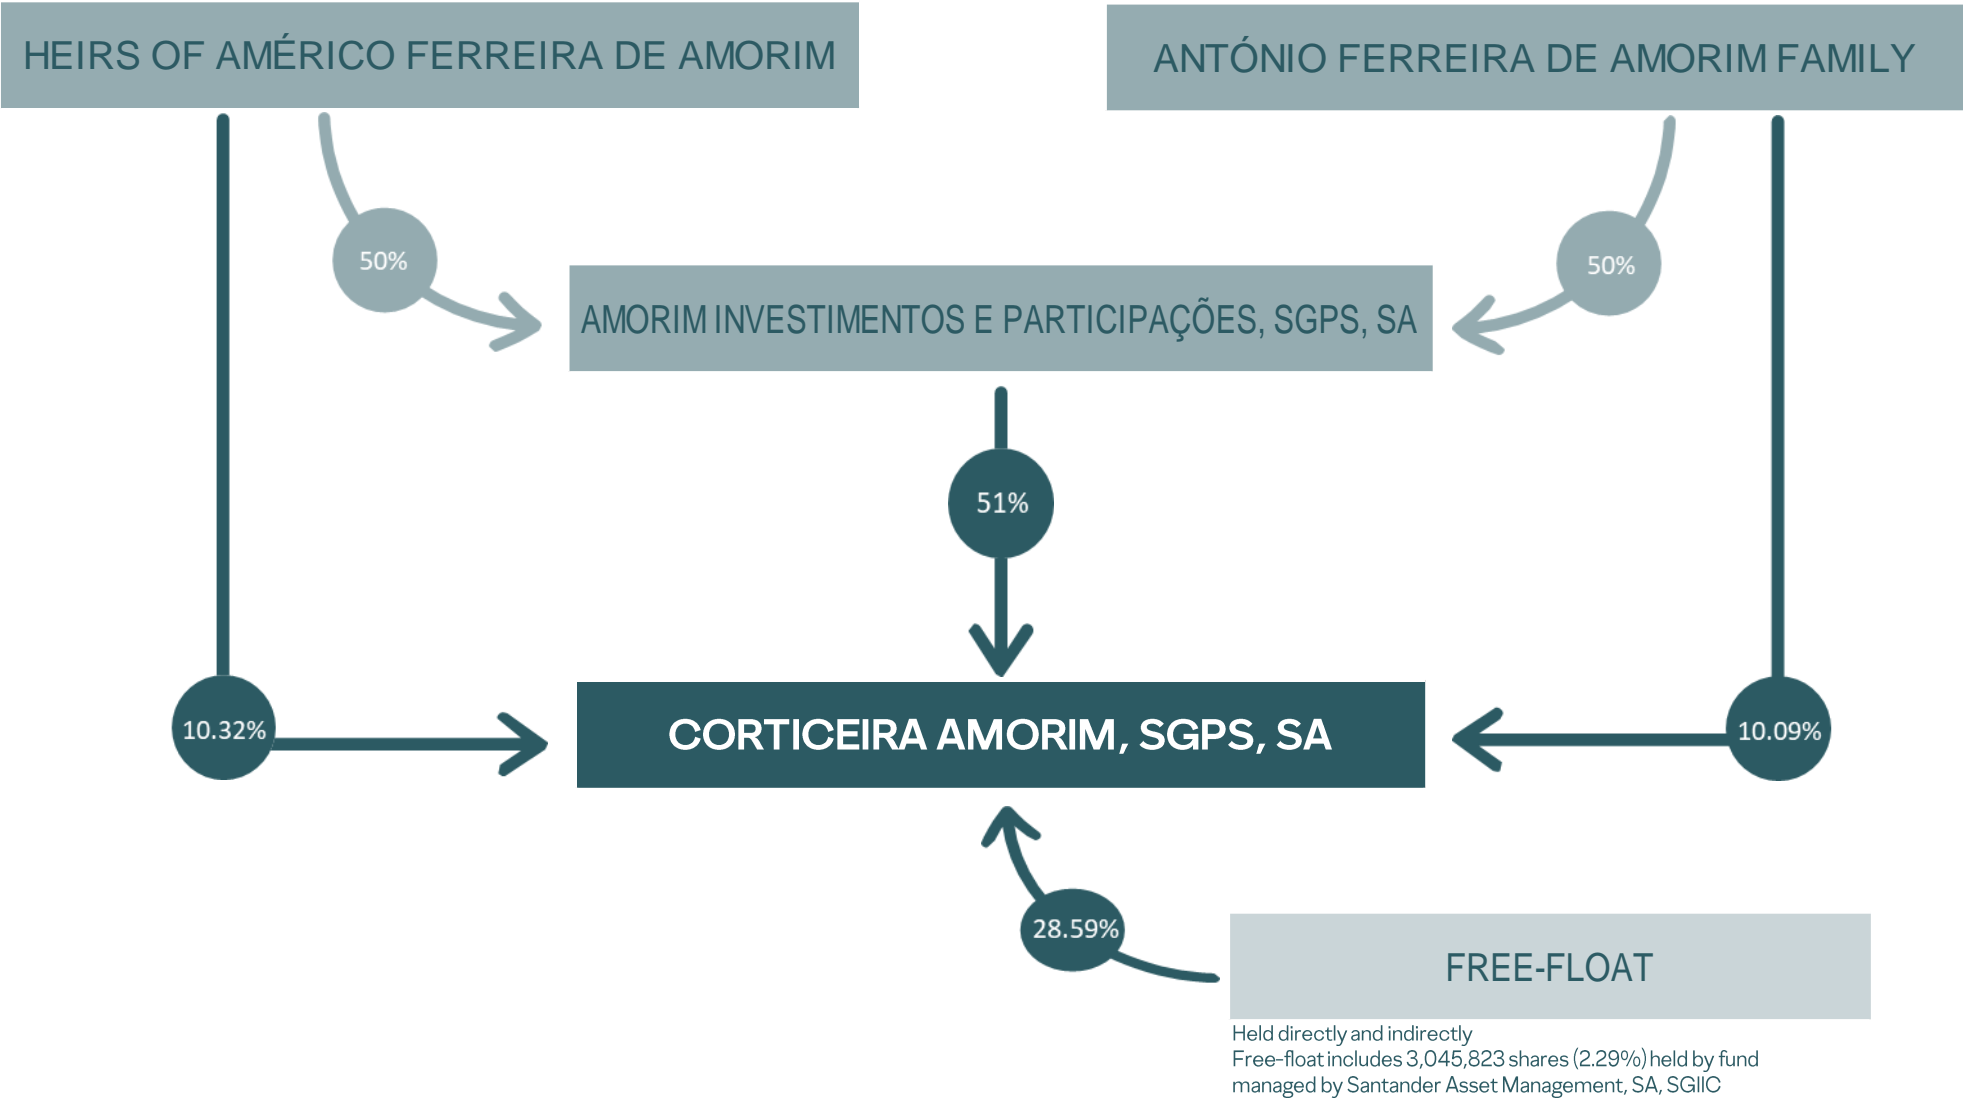 HEIRS OF AMÉRICO FERREIRA DE AMORIM
ANTÓNIO FERREIRA DE AMORIM FAMILY
50%
50%
AMORIM INVESTIMENTOS E PARTICIPAÇÕES, SGPS, SA
51%
10.32%
CORTICEIRA AMORIM, SGPS, SA
10.09%
28.59%
FREE-FLOAT
Held directly and indirectly
Free-float includes 3,045,823 shares (2.29%) held by fund
managed by Santander Asset Management, SA, SGIIC